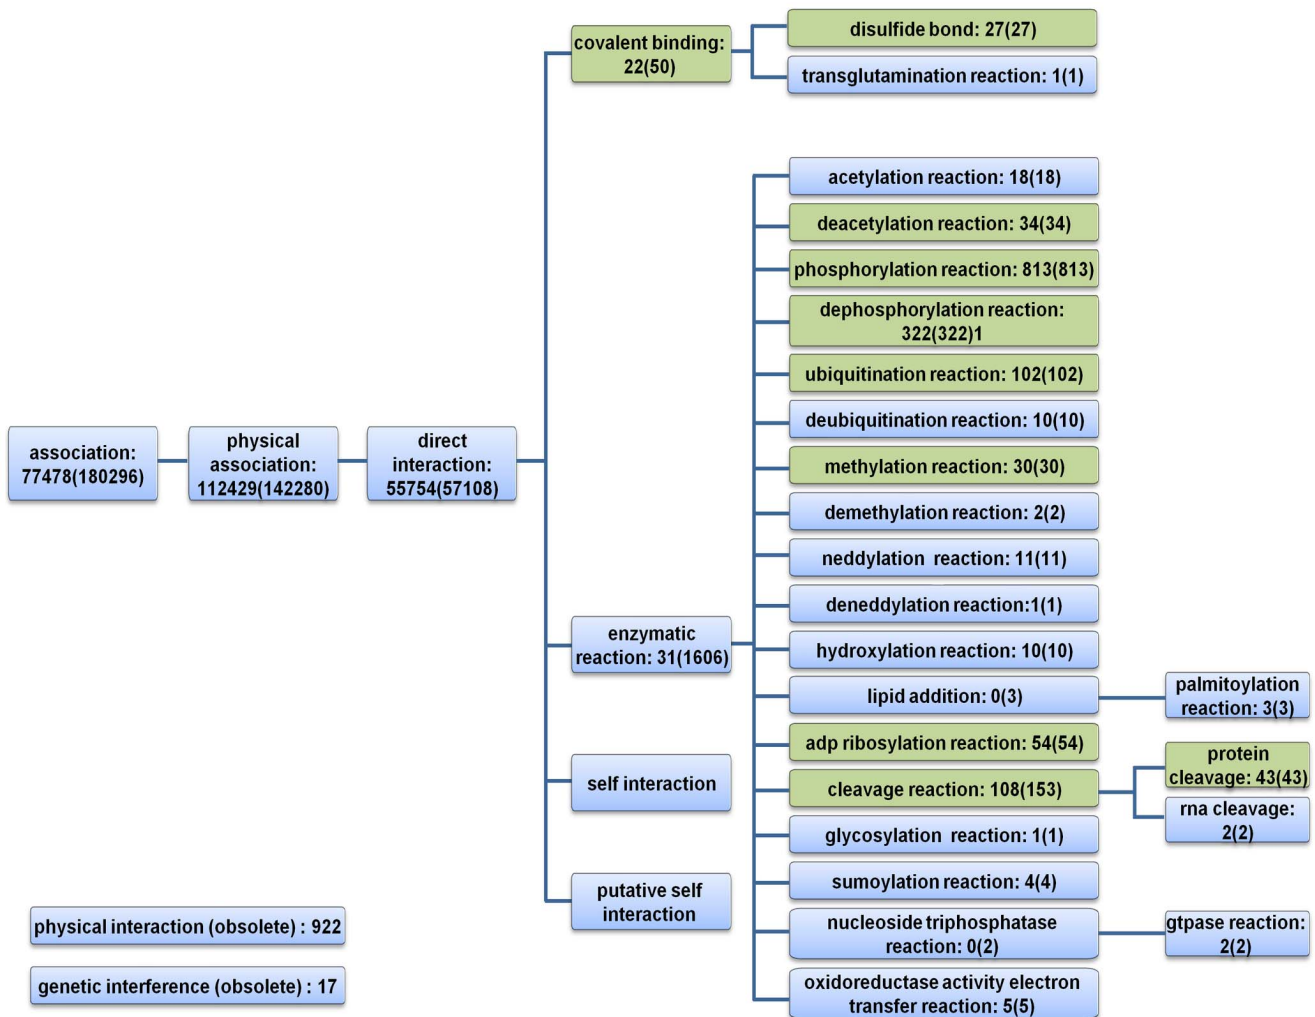 association:
77478(180296)
physical
association:
112429(142280)
direct
interaction:
55754(57108)
covalent binding:
22(50)
disulfide bond: 27(27)
transglutamination reaction: 1(1)
enzymatic
reaction: 31(1606)
acetylation reaction: 18(18)
deacetylation reaction: 34(34)
phosphorylation reaction: 813(813)
dephosphorylation reaction:
322(322)1
ubiquitination reaction: 102(102)
deubiquitination reaction: 10(10)
methylation reaction: 30(30)
demethylation reaction: 2(2)
neddylation  reaction: 11(11)
deneddylation reaction:1(1)
hydroxylation reaction: 10(10)
lipid addition: 0(3)
palmitoylation
reaction: 3(3)
adp ribosylation reaction: 54(54)
cleavage reaction: 108(153)
protein
cleavage: 43(43)
rna cleavage:
2(2)
glycosylation  reaction: 1(1)
sumoylation reaction: 4(4)
nucleoside triphosphatase
reaction: 0(2)
gtpase reaction:
2(2)
oxidoreductase activity electron
transfer reaction: 5(5)
self interaction
putative self
interaction
physical interaction (obsolete) : 922
genetic interference (obsolete) : 17